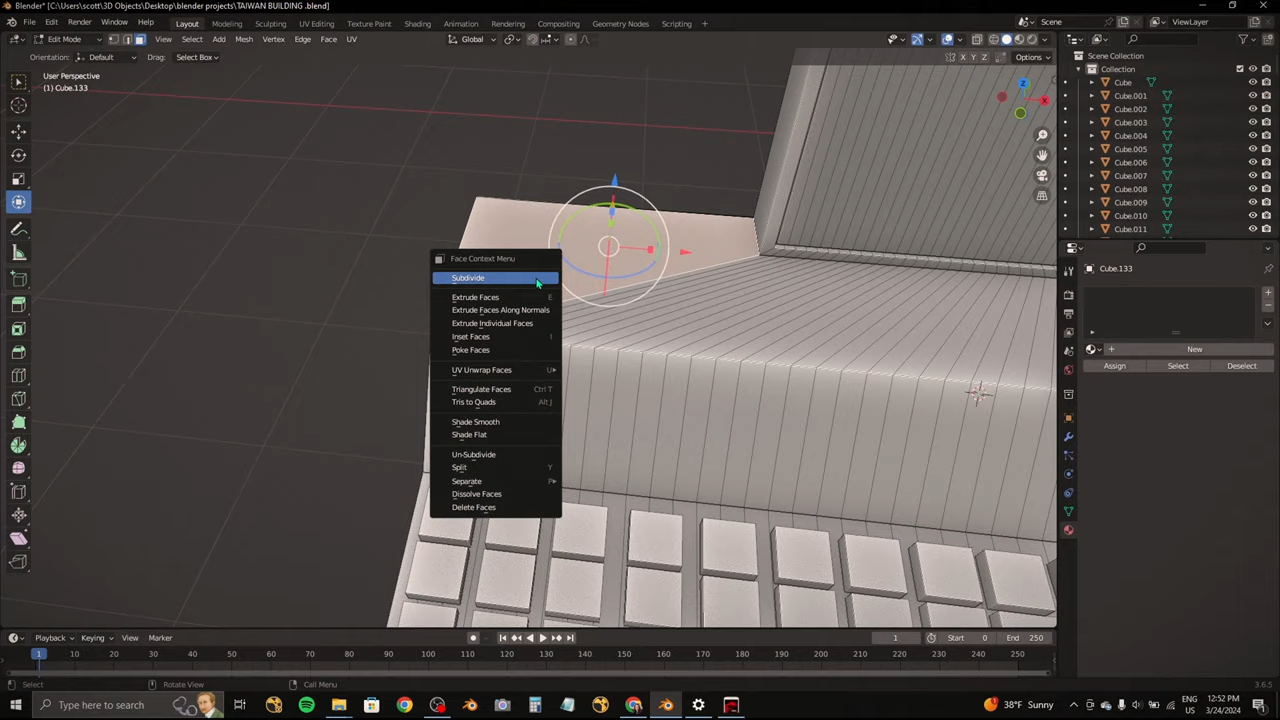 Blender* [C:\Users\scott\3D Objects\Desktop\blender projects\TAIWAN BUILDING .blend]
File Edit Render Window Help Layout Modeling Sculpting UV Editing Texture Paint Shading Animation Rendering Compositing Geometry Nodes Scripting + Scene ViewLayer
Edit Mode View Select Add Mesh Vertex Edge Face UV Global
Orientation: Default Drag: Select Box X Y Z Options
User Perspective
(1) Cube.133
Z
X
Scene Collection
Collection
Cube
Cube.001
Cube.002
Cube.003
Cube.004
Cube.005
Cube.006
Cube.007
Cube.008
Cube.009
Cube.010
Cube.011
Face Context Menu
Subdivide
Extrude Faces E
Extrude Faces Along Normals
Extrude Individual Faces
Inset Faces I
Poke Faces
UV Unwrap Faces U
Triangulate Faces Ctrl T
Tris to Quads Alt J
Shade Smooth
Shade Flat
Un-Subdivide
Split Y
Separate P
Dissolve Faces
Delete Faces
Cube.133
New
Assign Select Deselect
Playback Keying View Marker 1 Start 0 End 250
1 10 20 30 40 50 60 70 80 90 100 110 120 130 140 150 160 170 180 190 200 210 220 230 240 250
Select Rotate View Call Menu 3.6.5
Type here to search 38°F Sunny ENG US 12:52 PM 3/24/2024